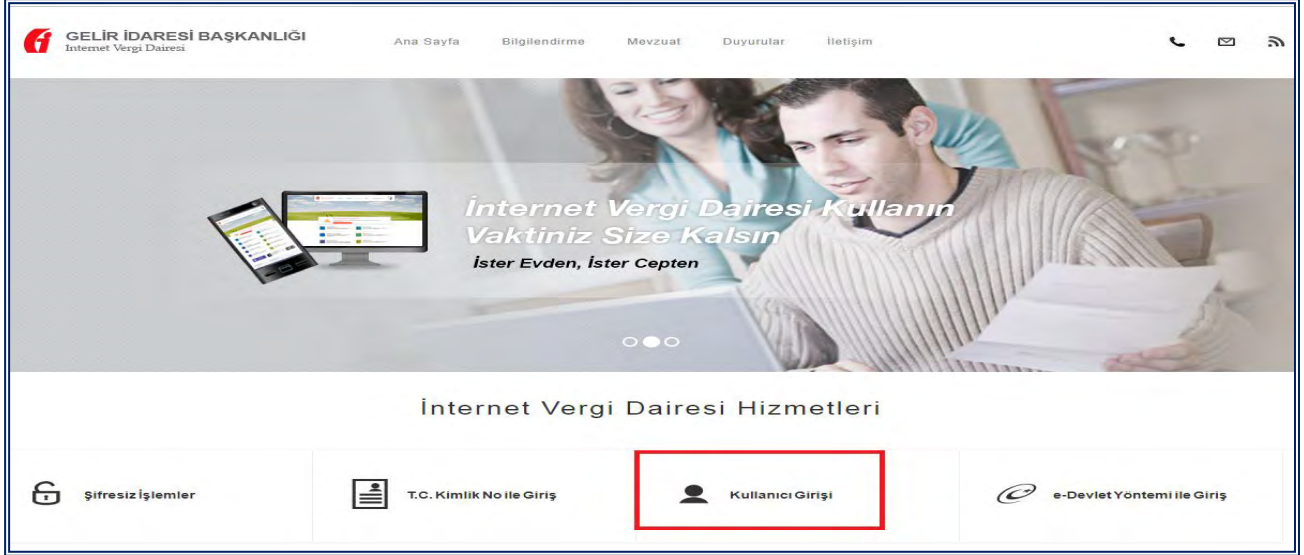 GELİR İDARESİ BAŞKANLIĞI
İnternet Vergi Dairesi
Ana Sayfa Bilgilendirme Mevzuat Duyurular İletişim
İnternet Vergi Dairesi Kullanın
Vaktiniz Size Kalsın
İster Evden, İster Cepten
İnternet Vergi Dairesi Hizmetleri
Şifresiz İşlemler
T.C. Kimlik No ile Giriş
Kullanıcı Girişi
e-Devlet Yöntemi ile Giriş